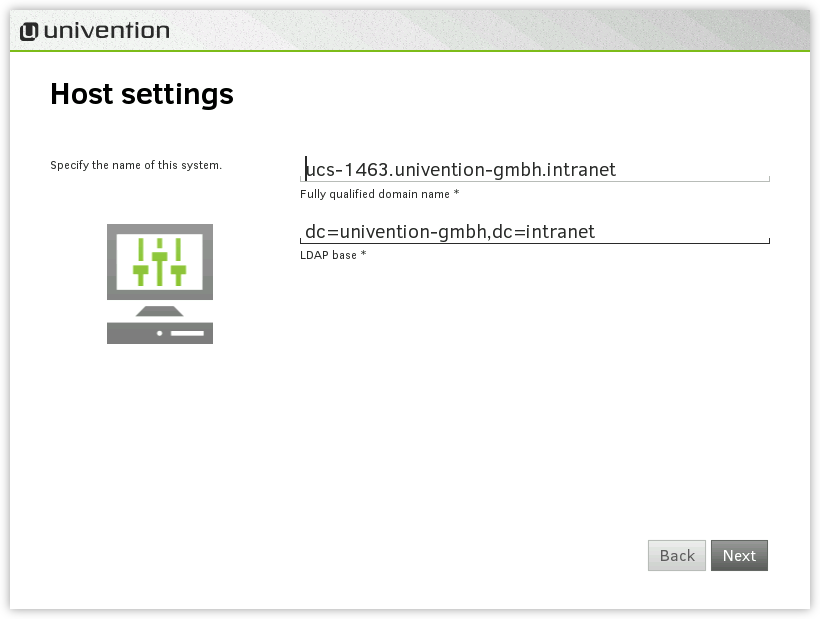 univention
Host settings
Specify the name of this system.
ucs-1463.univention-gmbh.intranet
Fully qualified domain name *
dc=univention-gmbh,dc=intranet
LDAP base *
Back Next